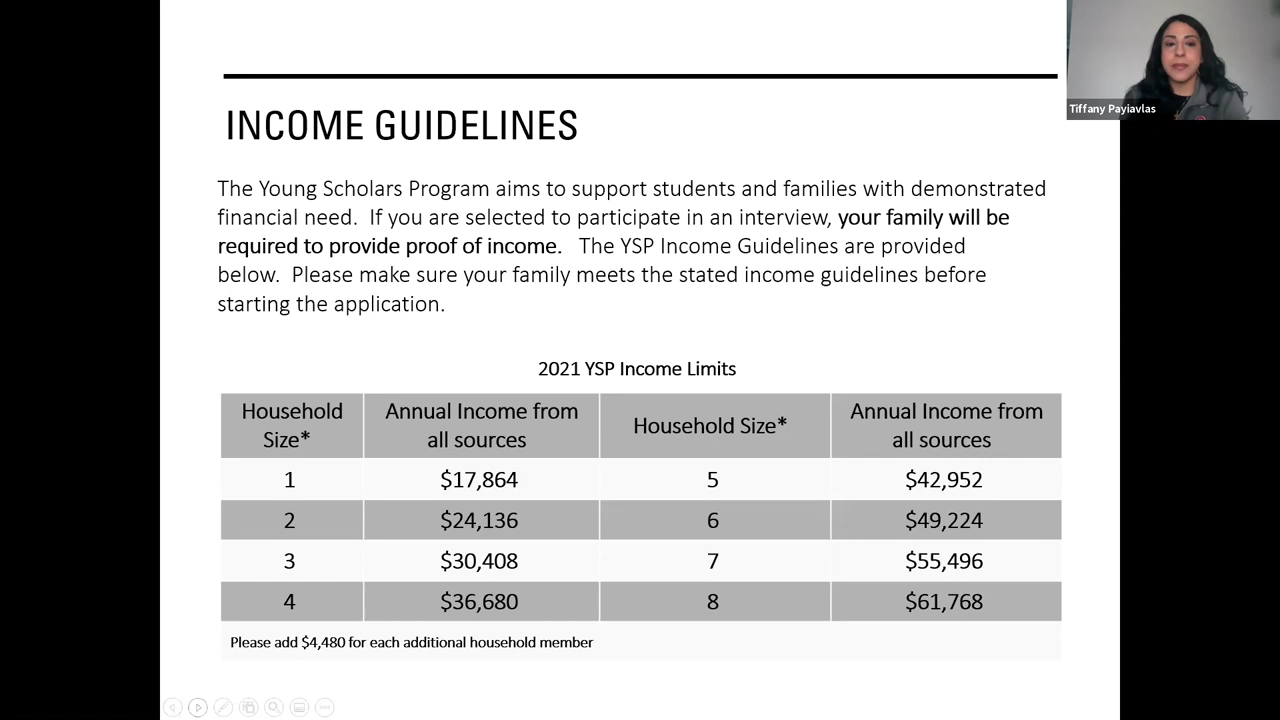 Tiffany Payiavlas
INCOME GUIDELINES
The Young Scholars Program aims to support students and families with demonstrated
financial need.  If you are selected to participate in an interview, your family will be
required to provide proof of income.   The YSP Income Guidelines are provided
below.  Please make sure your family meets the stated income guidelines before
starting the application.
2021 YSP Income Limits
Household Size* Annual Income from all sources Household Size* Annual Income from all sources
1 $17,864 5 $42,952
2 $24,136 6 $49,224
3 $30,408 7 $55,496
4 $36,680 8 $61,768
Please add $4,480 for each additional household member